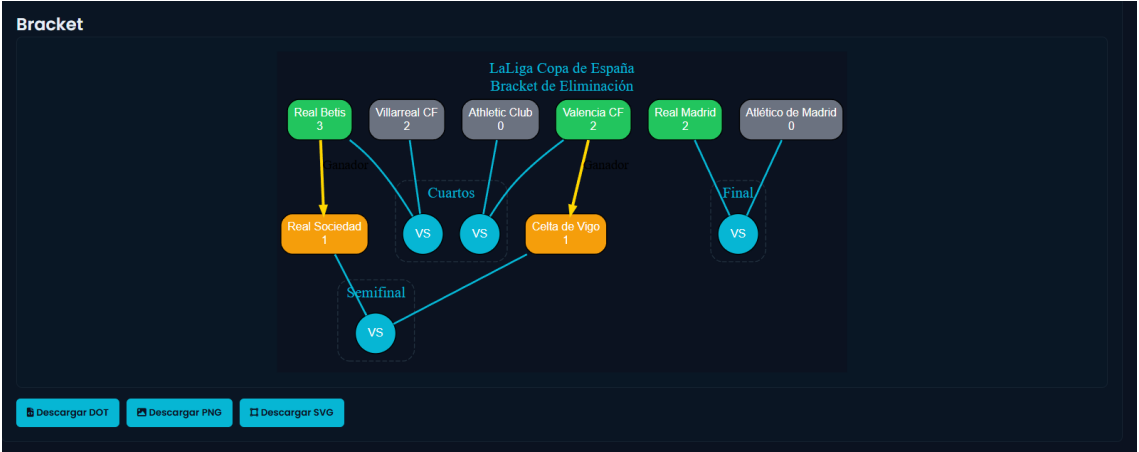 Bracket
LaLiga Copa de España
Bracket de Eliminación
Real Betis
3
Villarreal CF
2
Athletic Club
0
Valencia CF
2
Real Madrid
2
Atlético de Madrid
0
Ganador
Ganador
Cuartos
Final
Real Sociedad
1
VS
VS
Celta de Vigo
1
VS
Semifinal
VS
Descargar DOT
Descargar PNG
Descargar SVG